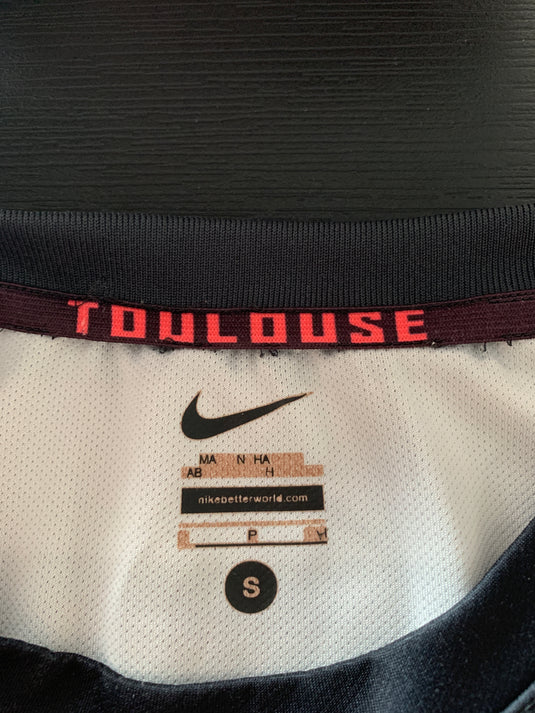 TOULOUSE
MA N HA
AB H
nikebetterworld.com
P
S